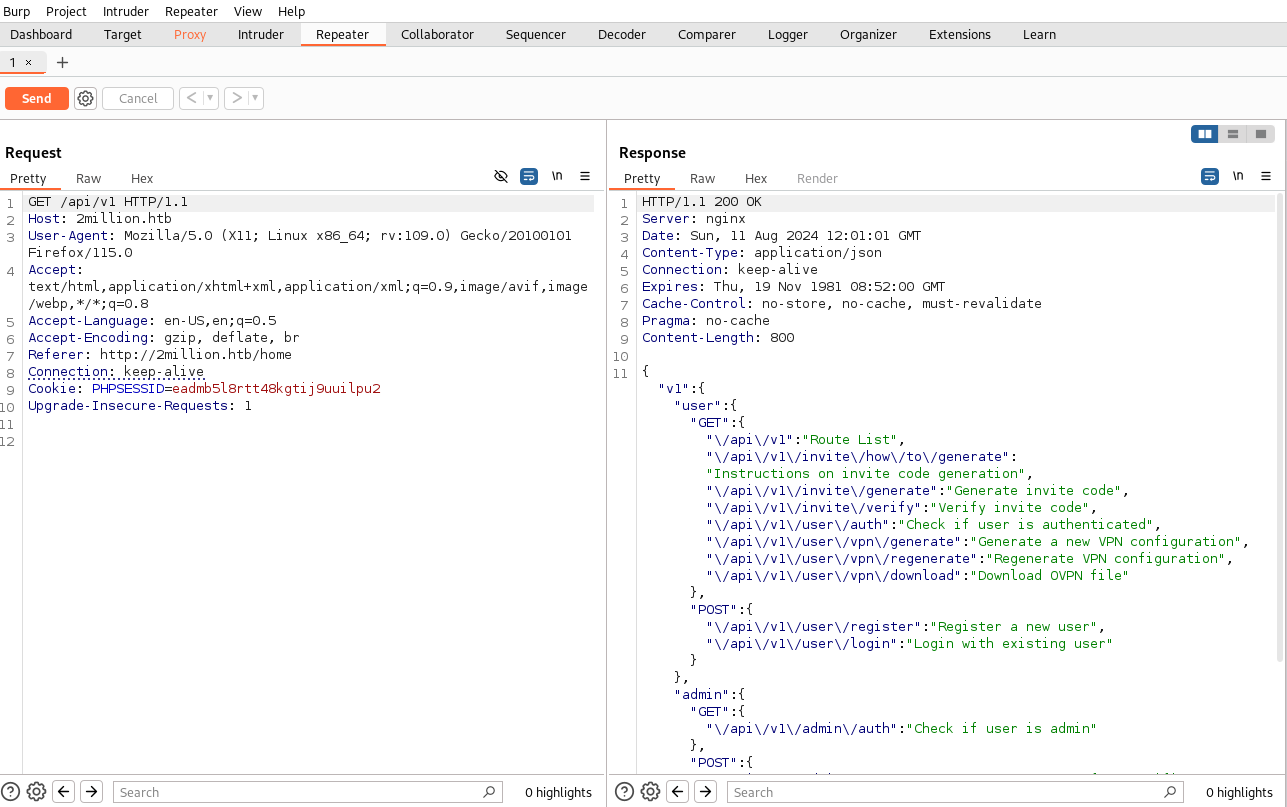 Burp Project Intruder Repeater View Help
Dashboard Target Proxy Intruder Repeater Collaborator Sequencer Decoder Comparer Logger Organizer Extensions Learn
1 × +
Send Cancel < >
Request
Pretty Raw Hex \n
1 GET /api/v1 HTTP/1.1
2 Host: 2million.htb
3 User-Agent: Mozilla/5.0 (X11; Linux x86_64; rv:109.0) Gecko/20100101
Firefox/115.0
4 Accept:
text/html,application/xhtml+xml,application/xml;q=0.9,image/avif,image
/webp,*/*;q=0.8
5 Accept-Language: en-US,en;q=0.5
6 Accept-Encoding: gzip, deflate, br
7 Referer: http://2million.htb/home
8 Connection: keep-alive
9 Cookie: PHPSESSID=eadmb5l8rtt48kgtij9uuilpu2
10 Upgrade-Insecure-Requests: 1
11
12
Search 0 highlights
Response
Pretty Raw Hex Render \n
1 HTTP/1.1 200 OK
2 Server: nginx
3 Date: Sun, 11 Aug 2024 12:01:01 GMT
4 Content-Type: application/json
5 Connection: keep-alive
6 Expires: Thu, 19 Nov 1981 08:52:00 GMT
7 Cache-Control: no-store, no-cache, must-revalidate
8 Pragma: no-cache
9 Content-Length: 800
10
11 {
"v1":{
"user":{
"GET":{
"\/api\/v1":"Route List",
"\/api\/v1\/invite\/how\/to\/generate":
"Instructions on invite code generation",
"\/api\/v1\/invite\/generate":"Generate invite code",
"\/api\/v1\/invite\/verify":"Verify invite code",
"\/api\/v1\/user\/auth":"Check if user is authenticated",
"\/api\/v1\/user\/vpn\/generate":"Generate a new VPN configuration",
"\/api\/v1\/user\/vpn\/regenerate":"Regenerate VPN configuration",
"\/api\/v1\/user\/vpn\/download":"Download OVPN file"
},
"POST":{
"\/api\/v1\/user\/register":"Register a new user",
"\/api\/v1\/user\/login":"Login with existing user"
}
},
"admin":{
"GET":{
"\/api\/v1\/admin\/auth":"Check if user is admin"
},
"POST":{
Search 0 highlights